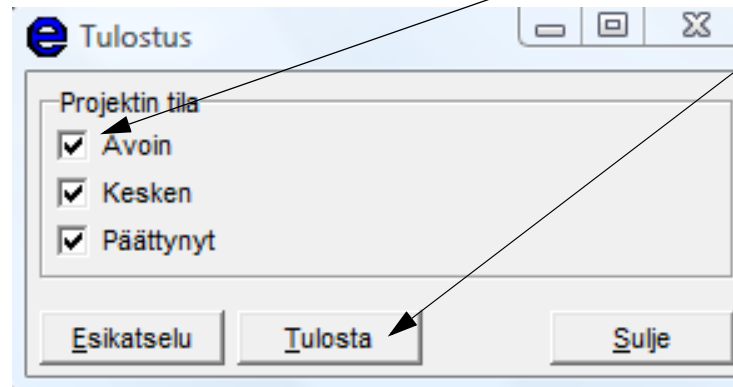 Tulostus
Projektin tila
Avoin
Kesken
Päättynyt
Esikatselu Tulosta Sulje